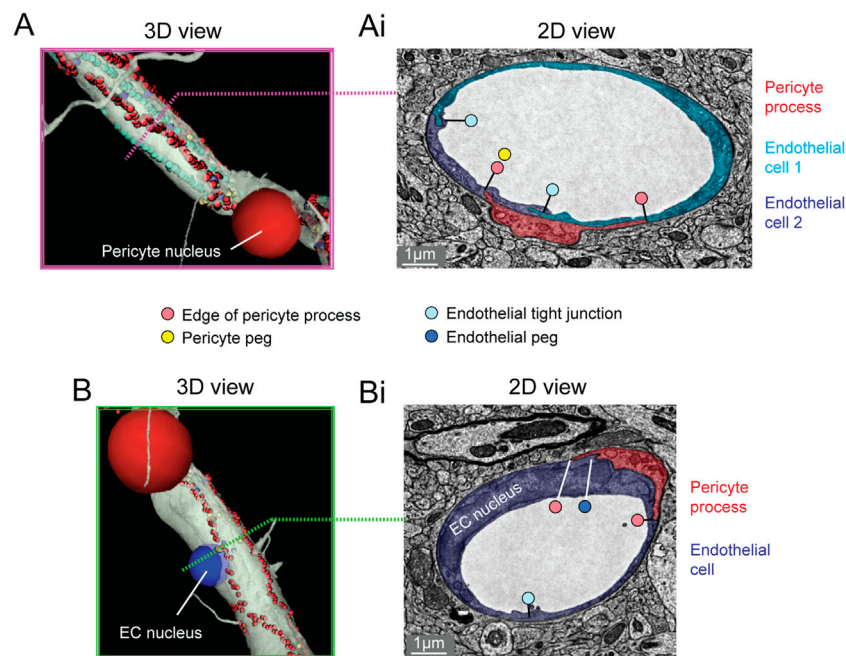 A
3D view
Pericyte nucleus
Ai
2D view
1µm
Pericyte
process
Endothelial
cell 1
Endothelial
cell 2
Edge of pericyte process
Pericyte peg
Endothelial tight junction
Endothelial peg
B
3D view
EC nucleus
Bi
2D view
EC nucleus
1µm
Pericyte
process
Endothelial
cell